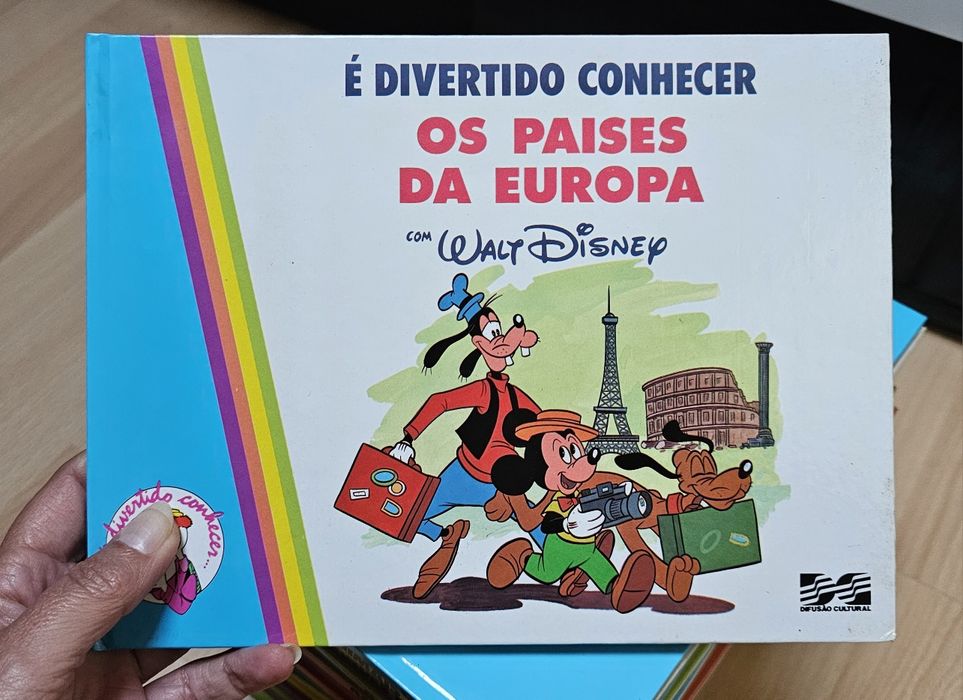 É DIVERTIDO CONHECER
OS PAISES
DA EUROPA
COM WALT DISNEY
divertido conhecer...
DIFUSÃO CULTURAL